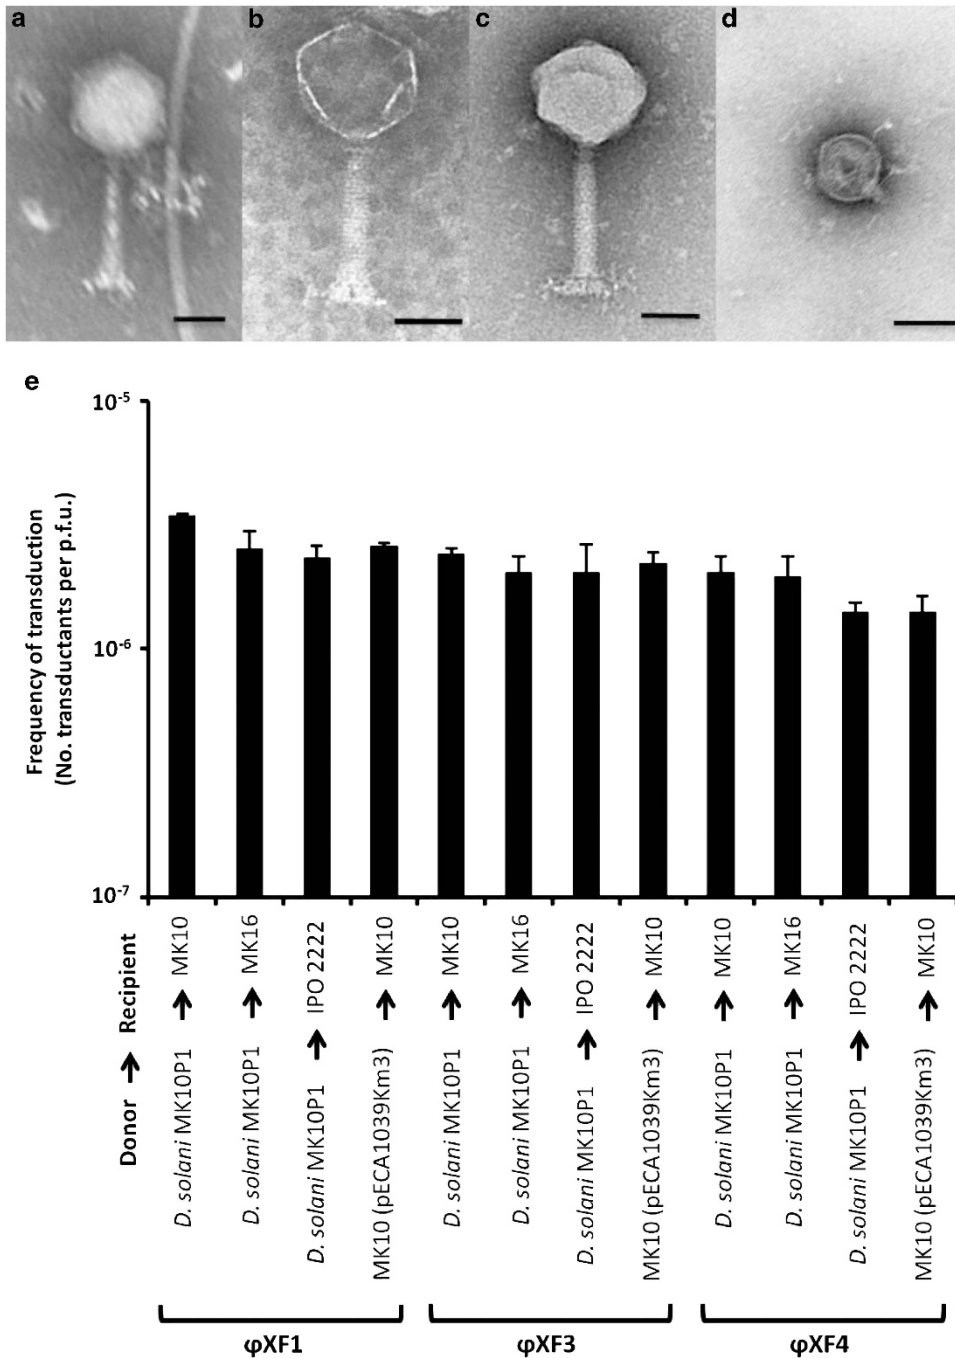 a b c d
e
10-5
10-6
10-7
Frequency of transduction
(No. transductants per p.f.u.)
Donor → Recipient
D. solani MK10P1 → MK10
D. solani MK10P1 → MK16
D. solani MK10P1 → IPO 2222
MK10 (pECA1039Km3) → MK10
D. solani MK10P1 → MK10
D. solani MK10P1 → MK16
D. solani MK10P1 → IPO 2222
MK10 (pECA1039Km3) → MK10
D. solani MK10P1 → MK10
D. solani MK10P1 → MK16
D. solani MK10P1 → IPO 2222
MK10 (pECA1039Km3) → MK10
φXF1 φXF3 φXF4